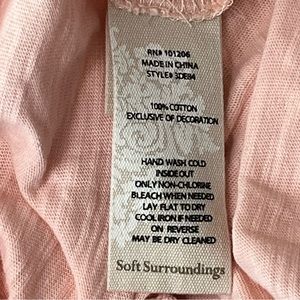 RN# 101206
MADE IN CHINA
STYLE# 3DE84
100% COTTON
EXCLUSIVE OF DECORATION
HAND WASH COLD
INSIDE OUT
ONLY NON-CHLORINE
BLEACH WHEN NEEDED
LAY FLAT TO DRY
COOL IRON IF NEEDED
ON REVERSE
MAY BE DRY CLEANED
Soft Surroundings